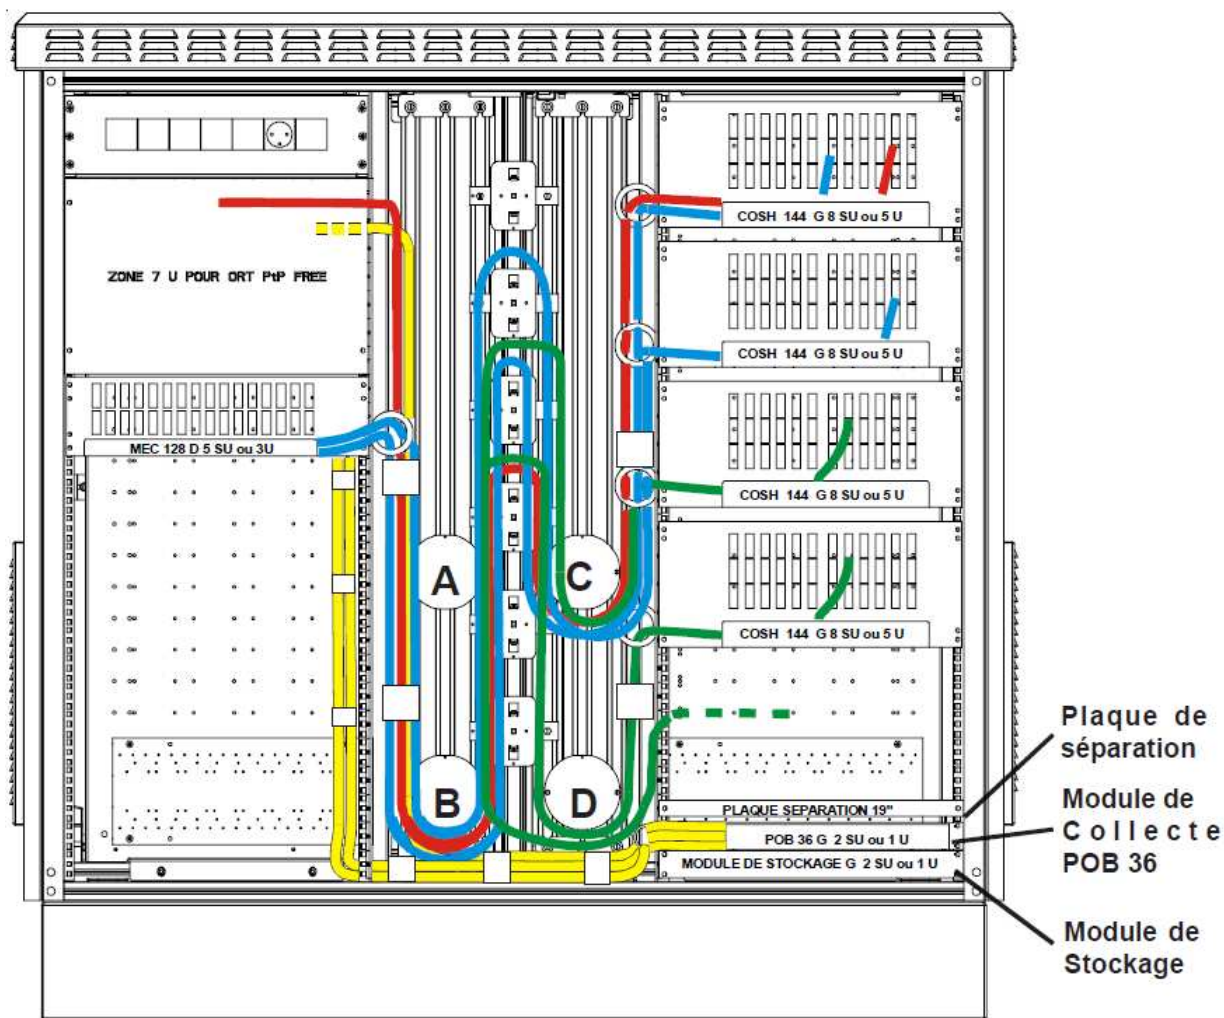 COSH 144 G 8 SU ou 5 U
ZONE 7 U POUR ORT PtP FREE
COSH 144 G 8 SU ou 5 U
MEC 128 D 5 SU ou 3U
COSH 144 G 8 SU ou 5 U
A
C
COSH 144 G 8 SU ou 5 U
B
D
PLAQUE SEPARATION 19"
POB 36 G 2 SU ou 1 U
MODULE DE STOCKAGE G 2 SU ou 1 U
Plaque de
séparation
Module de
Collecte
POB 36
Module de
Stockage